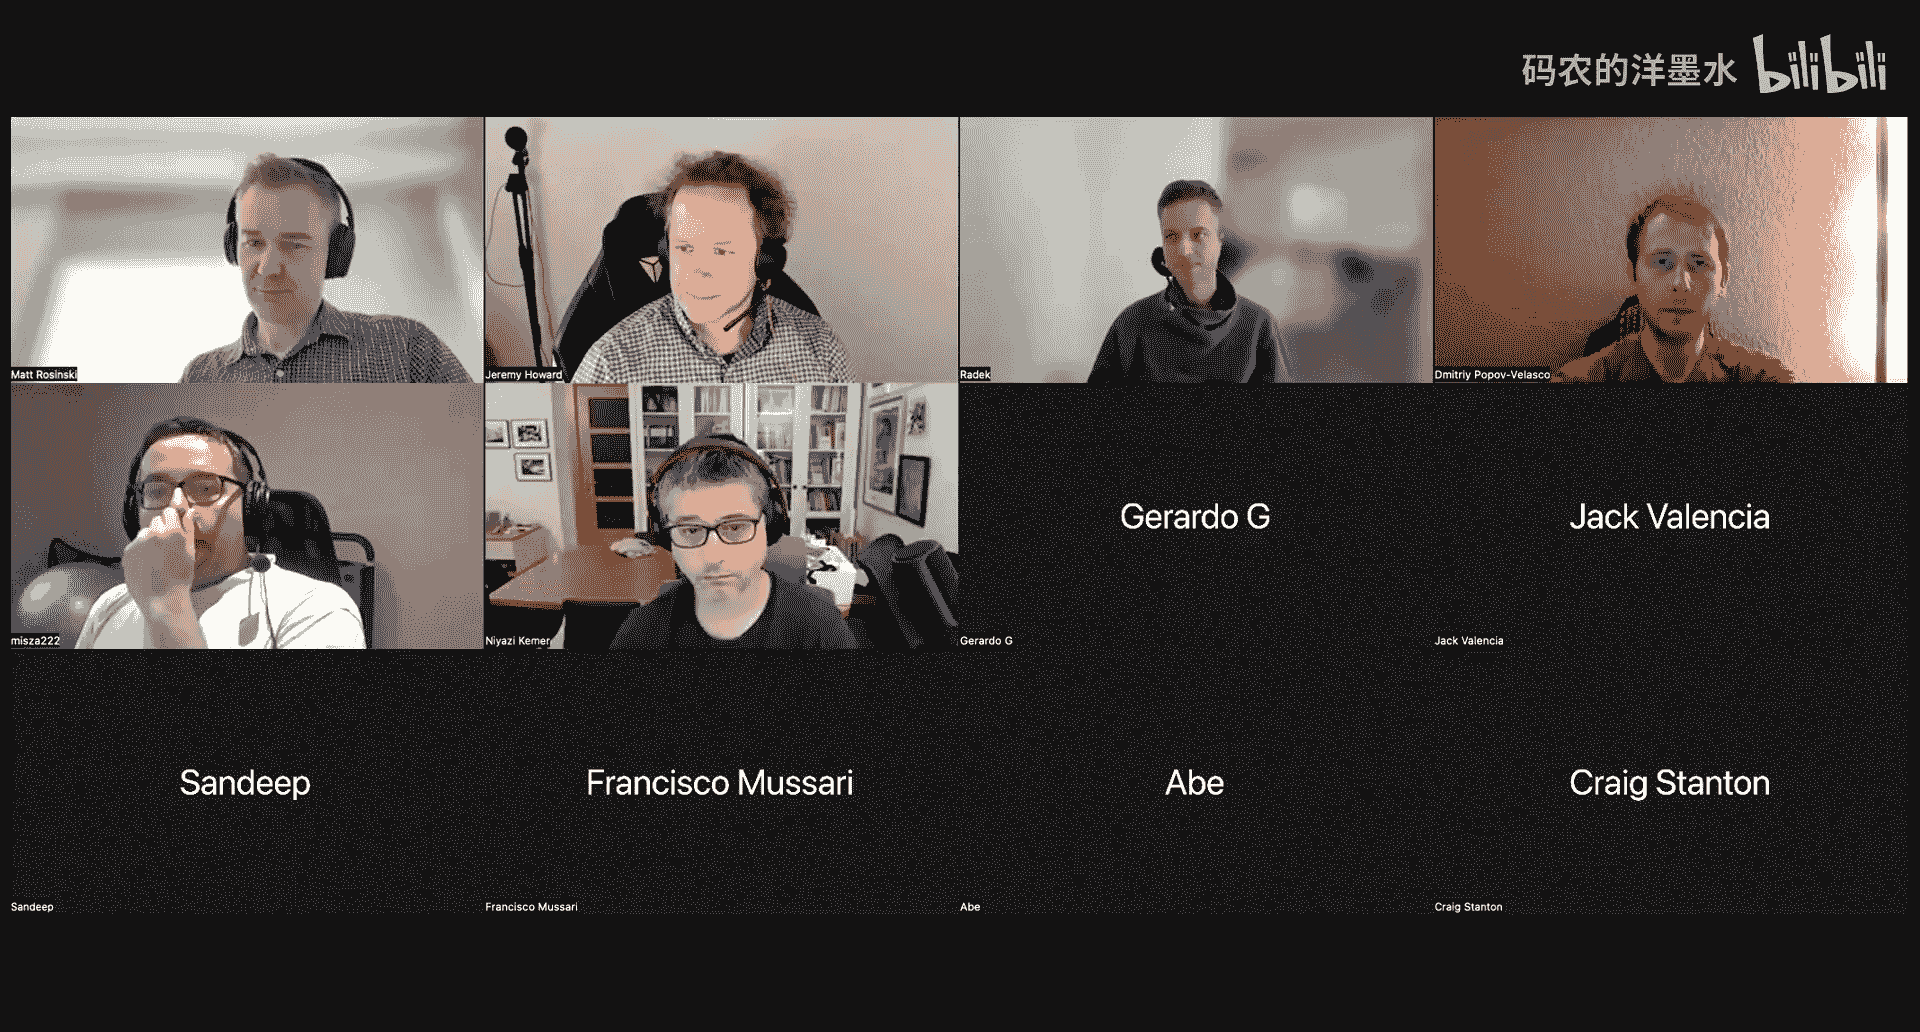 码农的洋墨水 bilibili
Matt Rosinski
Jeremy Howard
Radek
Dmitriy Popov-Velasco
misza222
Niyazi Kemer
Gerardo G
Gerardo G
Jack Valencia
Jack Valencia
Sandeep
Sandeep
Francisco Mussari
Francisco Mussari
Abe
Abe
Craig Stanton
Craig Stanton